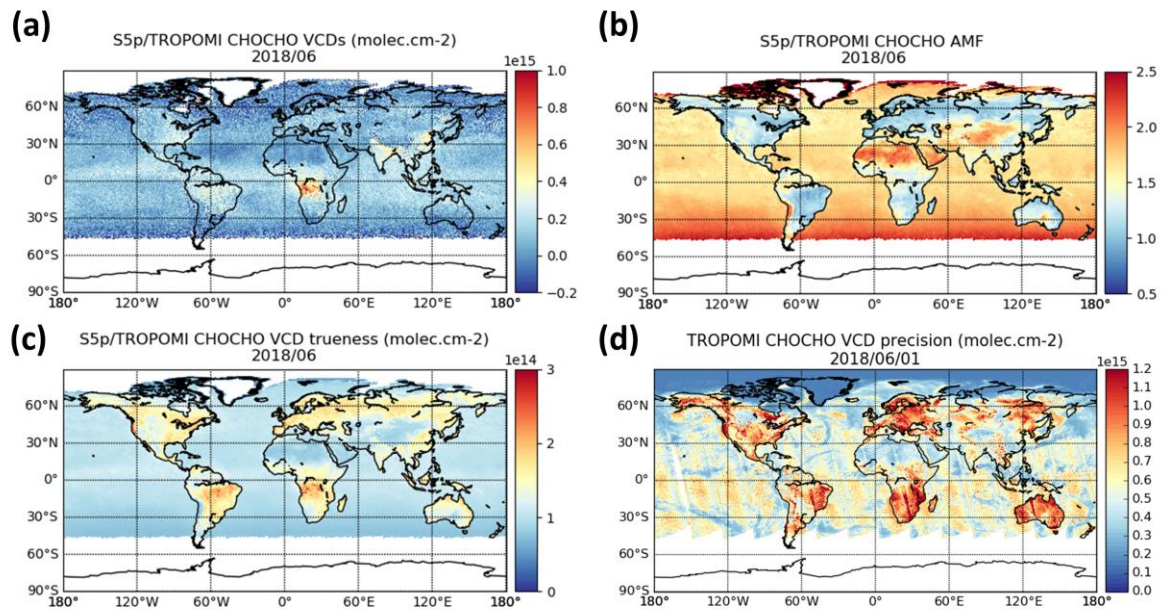 (a)
S5p/TROPOMI CHOCHO VCDs (molec.cm-2)
2018/06
1e15
1.0
0.8
0.6
0.4
0.2
0.0
−0.2
60°N
30°N
0°
30°S
60°S
90°S
180°
120°W
60°W
0°
60°E
120°E
180°
(b)
S5p/TROPOMI CHOCHO AMF
2018/06
2.5
2.0
1.5
1.0
0.5
60°N
30°N
0°
30°S
60°S
90°S
180°
120°W
60°W
0°
60°E
120°E
180°
(c)
S5p/TROPOMI CHOCHO VCD trueness (molec.cm-2)
2018/06
1e14
3
2
1
0
60°N
30°N
0°
30°S
60°S
90°S
180°
120°W
60°W
0°
60°E
120°E
180°
(d)
TROPOMI CHOCHO VCD precision (molec.cm-2)
2018/06/01
1e15
1.2
1.1
1.0
0.9
0.8
0.7
0.6
0.5
0.4
0.3
0.2
0.1
0.0
60°N
30°N
0°
30°S
60°S
90°S
180°
120°W
60°W
0°
60°E
120°E
180°